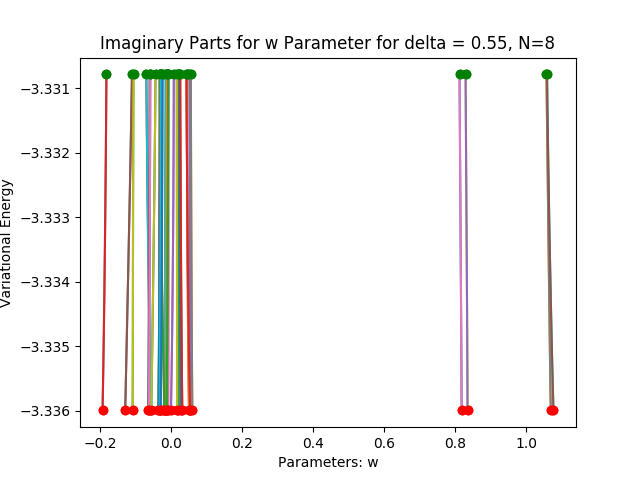 Imaginary Parts for w Parameter for delta = 0.55, N=8
Variational Energy
−3.331
−3.332
−3.333
−3.334
−3.335
−3.336
−0.2 0.0 0.2 0.4 0.6 0.8 1.0
Parameters: w